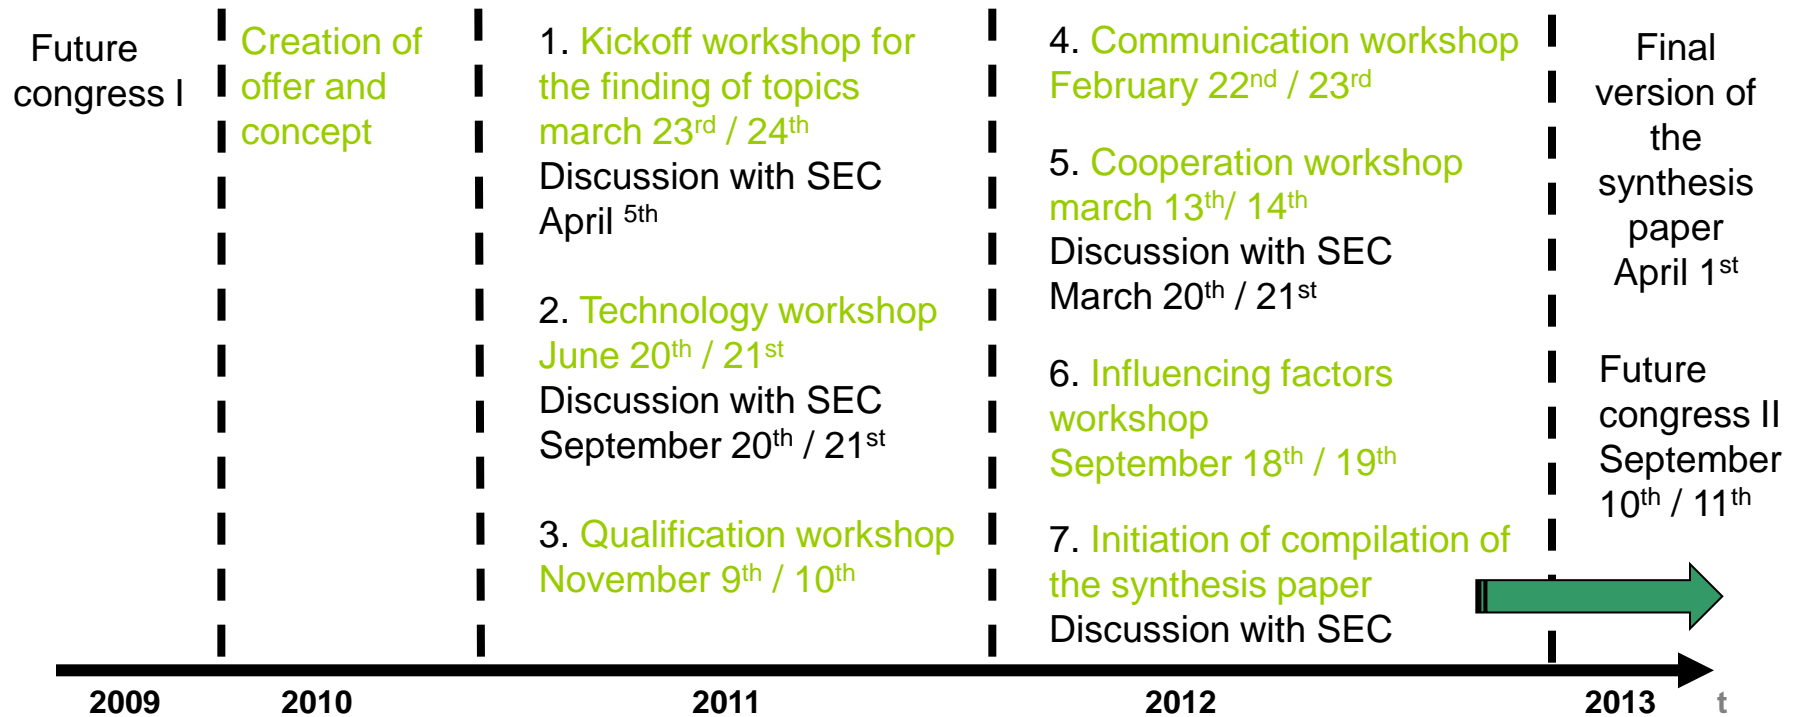 Future
congress I
Creation of
offer and
concept
1. Kickoff workshop for
the finding of topics
march 23rd / 24th
Discussion with SEC
April 5th
2. Technology workshop
June 20th / 21st
Discussion with SEC
September 20th / 21st
3. Qualification workshop
November 9th / 10th
4. Communication workshop
February 22nd / 23rd
5. Cooperation workshop
march 13th/ 14th
Discussion with SEC
March 20th / 21st
6. Influencing factors
workshop
September 18th / 19th
7. Initiation of compilation of
the synthesis paper
Discussion with SEC
Final
version of
the
synthesis
paper
April 1st
Future
congress II
September
10th / 11th
2009
2010
2011
2012
2013
t